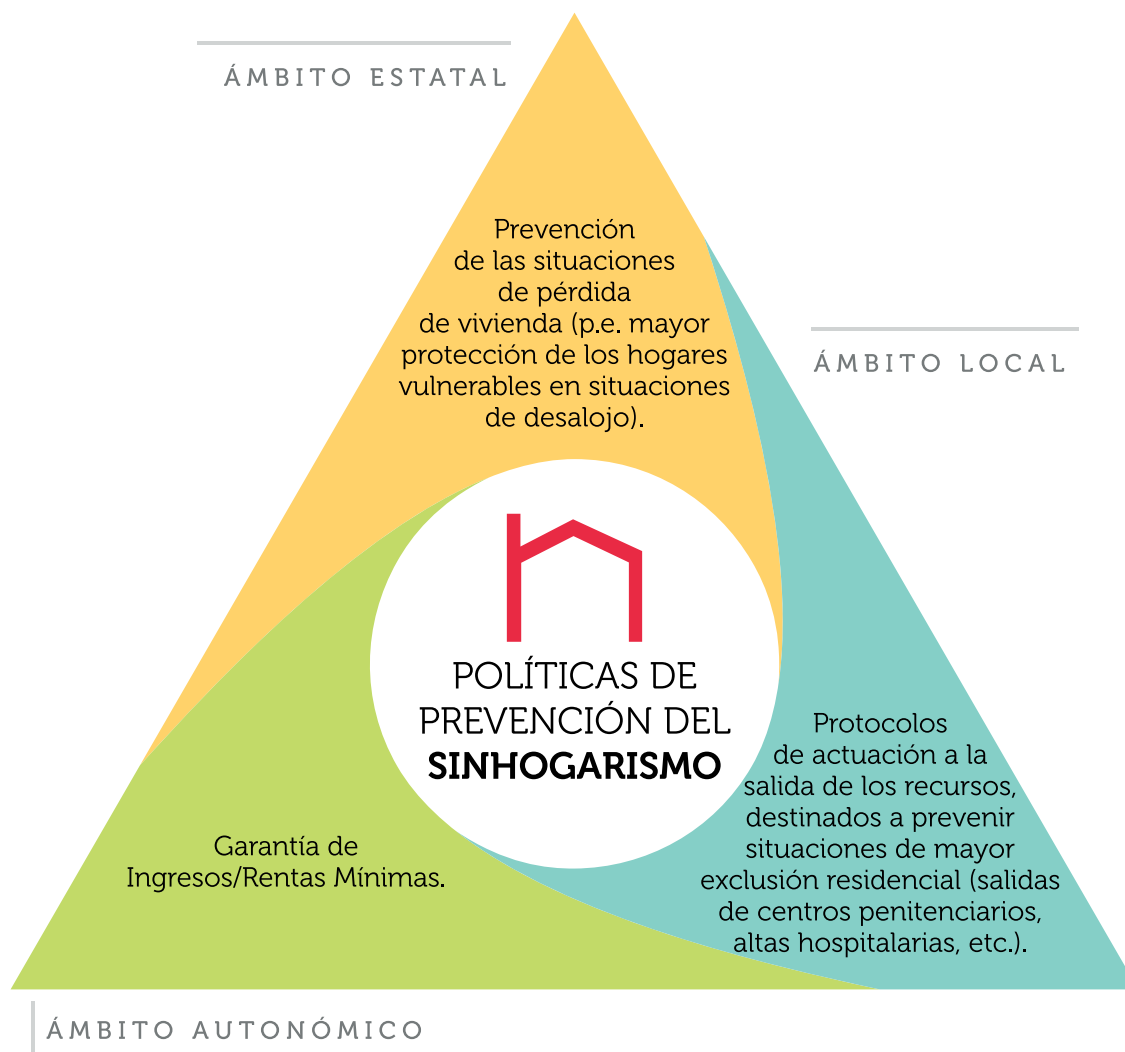 ÁMBITO ESTATAL
Prevención
de las situaciones
de pérdida
de vivienda (p.e. mayor
protección de los hogares
vulnerables en situaciones
de desalojo).
ÁMBITO LOCAL
POLÍTICAS DE
PREVENCIÓN DEL
SINHOGARISMO
Protocolos
de actuación a la
salida de los recursos,
destinados a prevenir
situaciones de mayor
exclusión residencial (salidas
de centros penitenciarios,
altas hospitalarias, etc.).
Garantía de
Ingresos/Rentas Mínimas.
ÁMBITO AUTONÓMICO